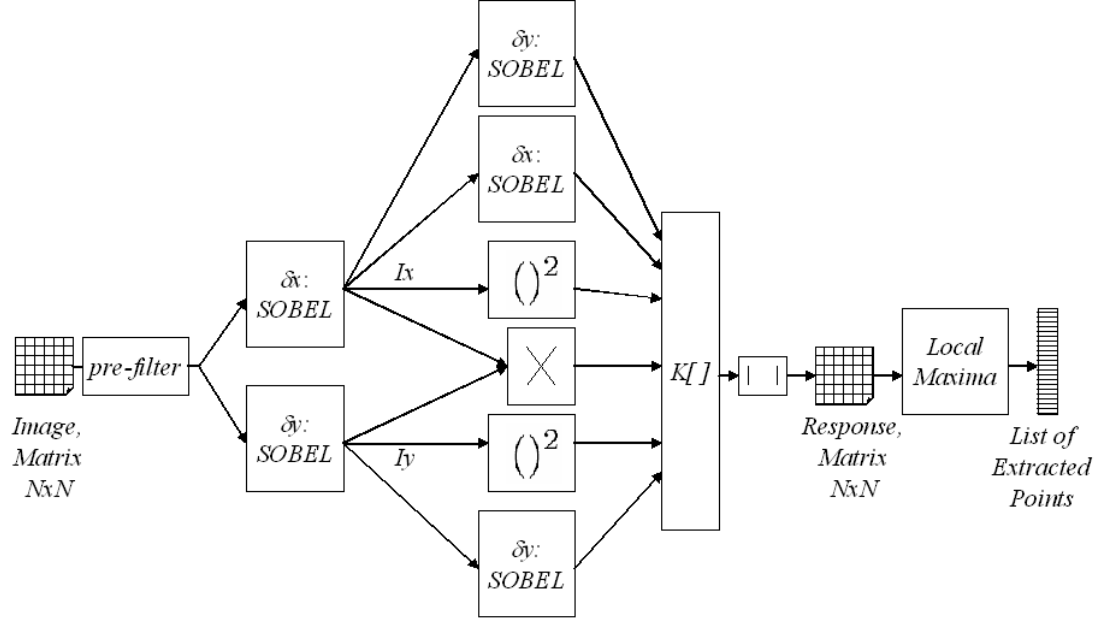 δy:
SOBEL
δx:
SOBEL
δx:
SOBEL
Ix
()²
pre-filter
K[ ]
| |
Local
Maxima
δy:
SOBEL
Iy
()²
Image,
Matrix
NxN
Response,
Matrix
NxN
List of
Extracted
Points
δy:
SOBEL